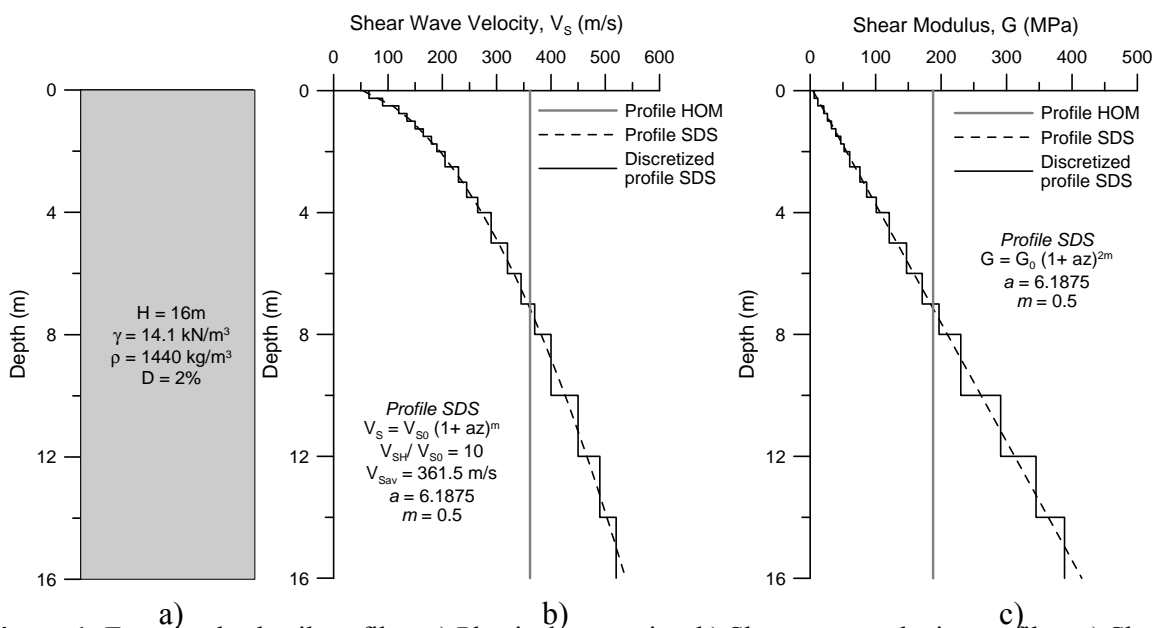 Shear Wave Velocity, V_S (m/s)
0 100 200 300 400 500 600
Shear Modulus, G (MPa)
0 100 200 300 400 500
Depth (m)
0
4
8
12
16
H = 16m
γ = 14.1 kN/m³
ρ = 1440 kg/m³
D = 2%
a)
Depth (m)
0
4
8
12
16
Profile HOM
Profile SDS
Discretized
profile SDS
Profile SDS
V_S = V_S0 (1+ az)^m
V_SH/ V_S0 = 10
V_Sav = 361.5 m/s
a = 6.1875
m = 0.5
b)
Depth (m)
0
4
8
12
16
Profile HOM
Profile SDS
Discretized
profile SDS
Profile SDS
G = G_0 (1+ az)^2m
a = 6.1875
m = 0.5
c)